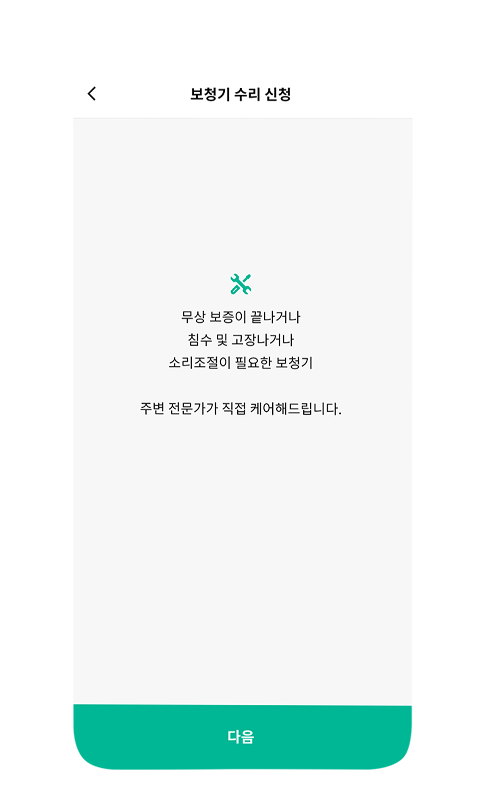 보청기 수리 신청
무상 보증이 끝나거나
침수 및 고장나거나
소리조절이 필요한 보청기
주변 전문가가 직접 케어해드립니다.
다음